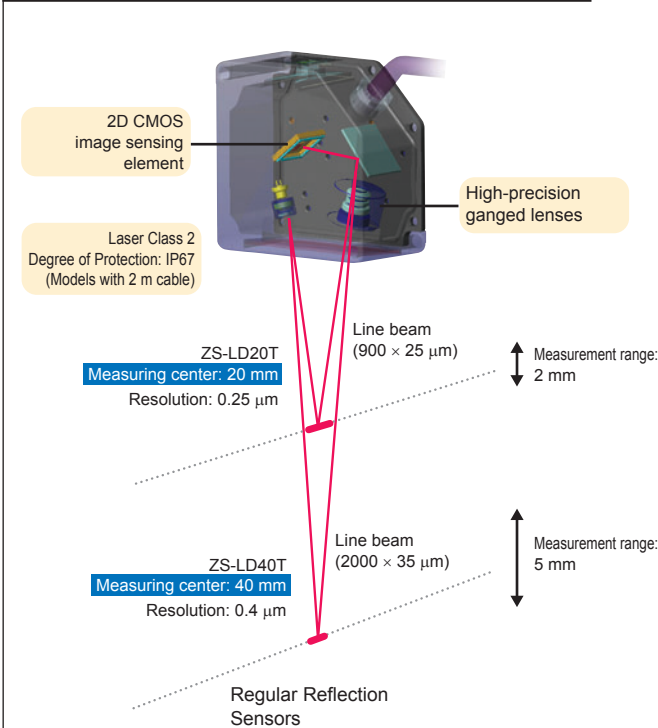 2D CMOS
image sensing
element
High-precision
ganged lenses
Laser Class 2
Degree of Protection: IP67
(Models with 2 m cable)
ZS-LD20T
Measuring center: 20 mm
Resolution: 0.25 μm
Line beam
(900 × 25 μm)
Measurement range:
2 mm
ZS-LD40T
Measuring center: 40 mm
Resolution: 0.4 μm
Line beam
(2000 × 35 μm)
Measurement range:
5 mm
Regular Reflection
Sensors